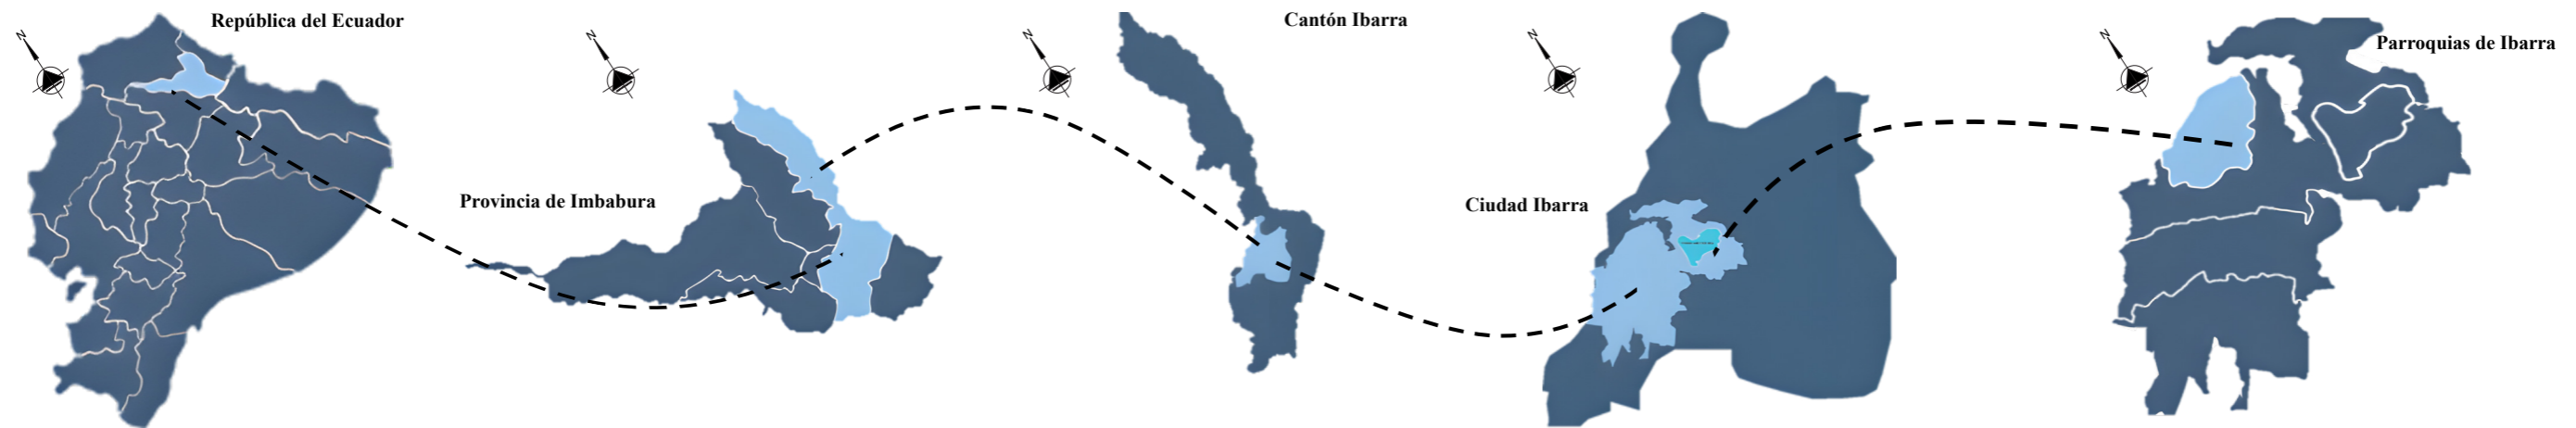 República del Ecuador
N
Provincia de Imbabura
N
Cantón Ibarra
N
Ciudad Ibarra
N
Parroquias de Ibarra
N